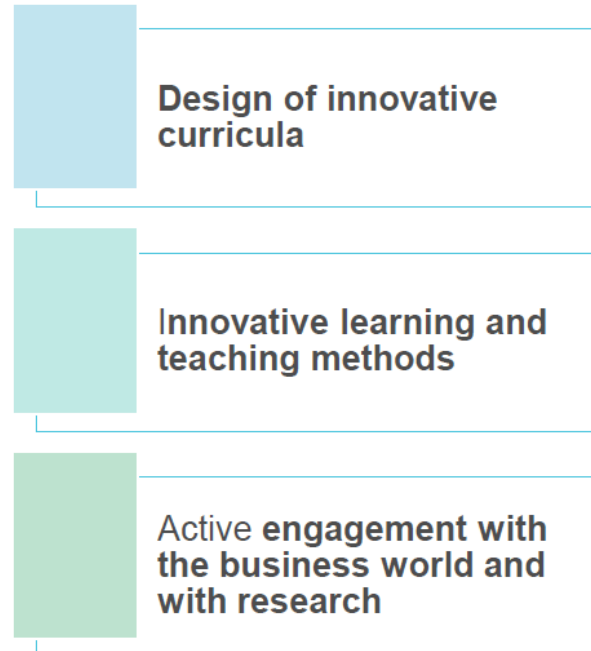 Design of innovative
curricula
Innovative learning and
teaching methods
Active engagement with
the business world and
with research